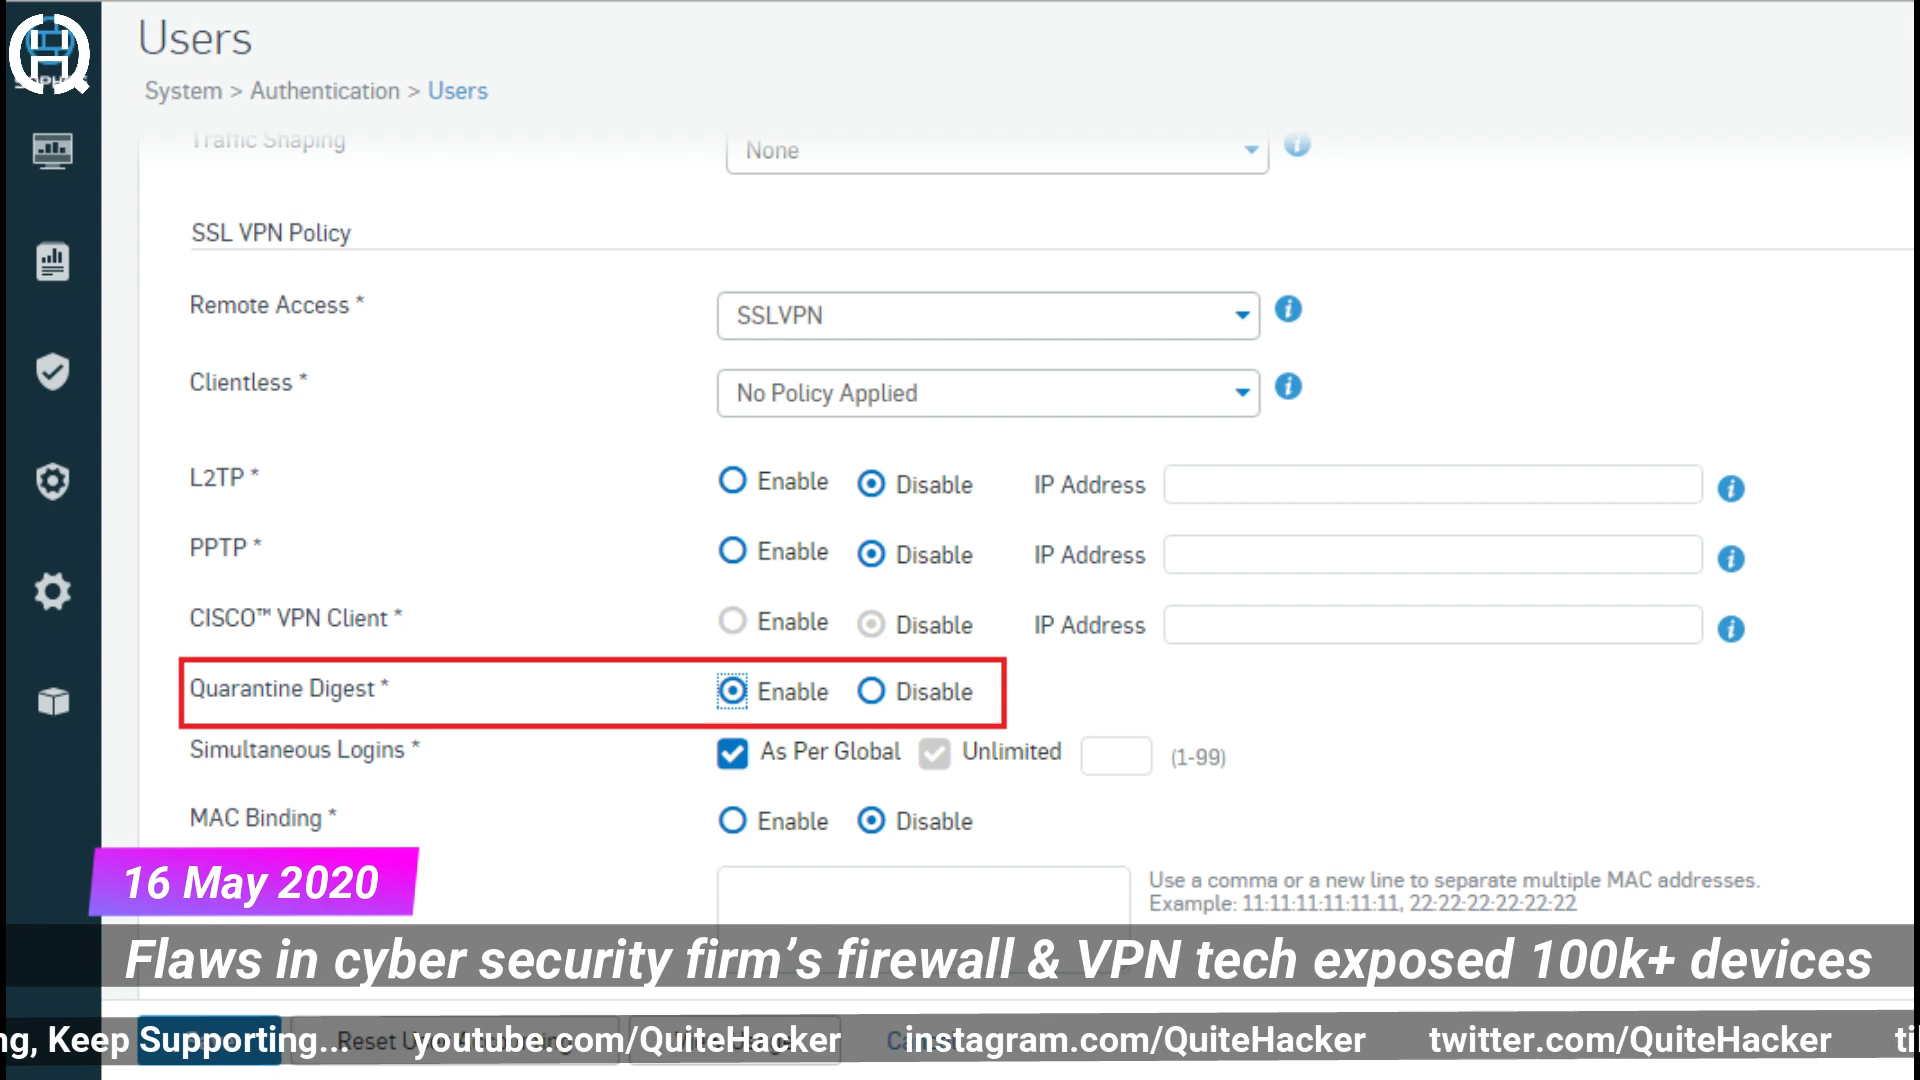 Users
System > Authentication > Users
Traffic Shaping
None
SSL VPN Policy
Remote Access *
SSLVPN
Clientless *
No Policy Applied
L2TP * Enable Disable IP Address
PPTP * Enable Disable IP Address
CISCO™ VPN Client * Enable Disable IP Address
Quarantine Digest * Enable Disable
Simultaneous Logins * As Per Global Unlimited (1-99)
MAC Binding * Enable Disable
Use a comma or a new line to separate multiple MAC addresses.
Example: 11:11:11:11:11:11, 22:22:22:22:22:22
16 May 2020
Flaws in cyber security firm’s firewall & VPN tech exposed 100k+ devices
ng, Keep Supporting... youtube.com/QuiteHacker instagram.com/QuiteHacker twitter.com/QuiteHacker
Reset